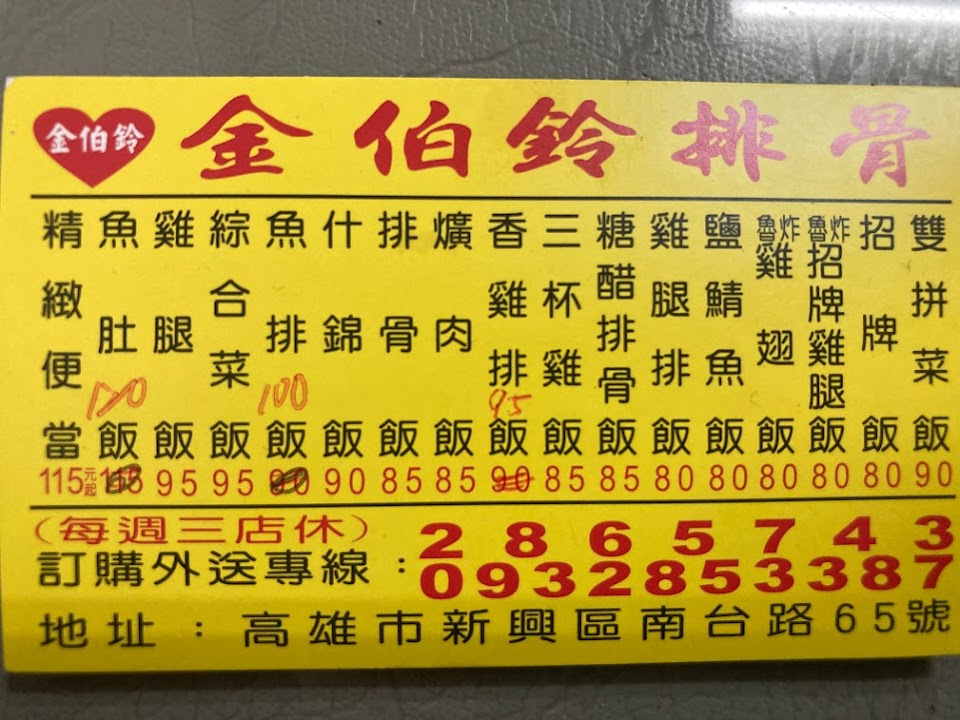 金伯鈴
金伯鈴排骨
精緻便當 115元起
魚肚飯 120 115
雞腿飯 95
綜合菜飯 95
魚排飯 100 90
什錦飯 90
排骨飯 85
爌肉飯 85
香雞排飯 95 90
三杯雞飯 85
糖醋排骨飯 85
雞腿排飯 80
鹽鯖魚飯 80
魯炸雞翅飯 80
魯炸招牌雞腿飯 80
招牌飯 80
雙拼菜飯 90
(每週三店休)
訂購外送專線：2865743
0932853387
地址：高雄市新興區南台路65號